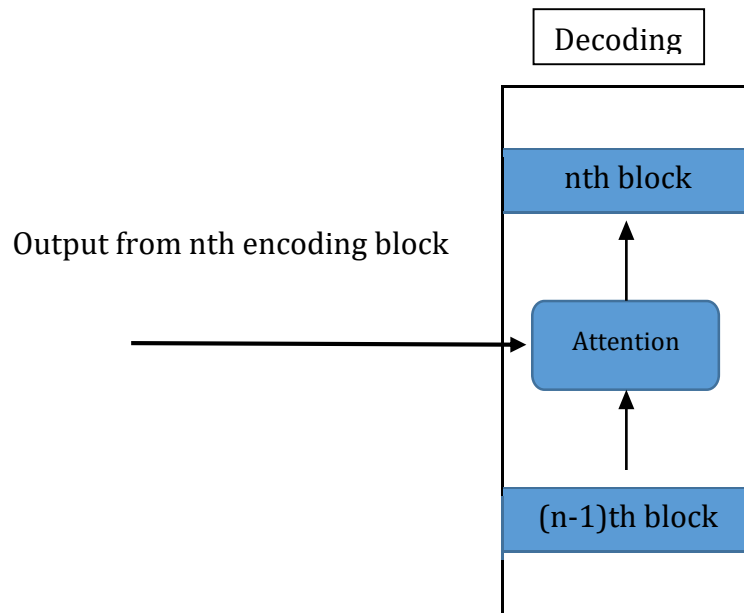 Decoding
nth block
Output from nth encoding block
Attention
(n-1)th block